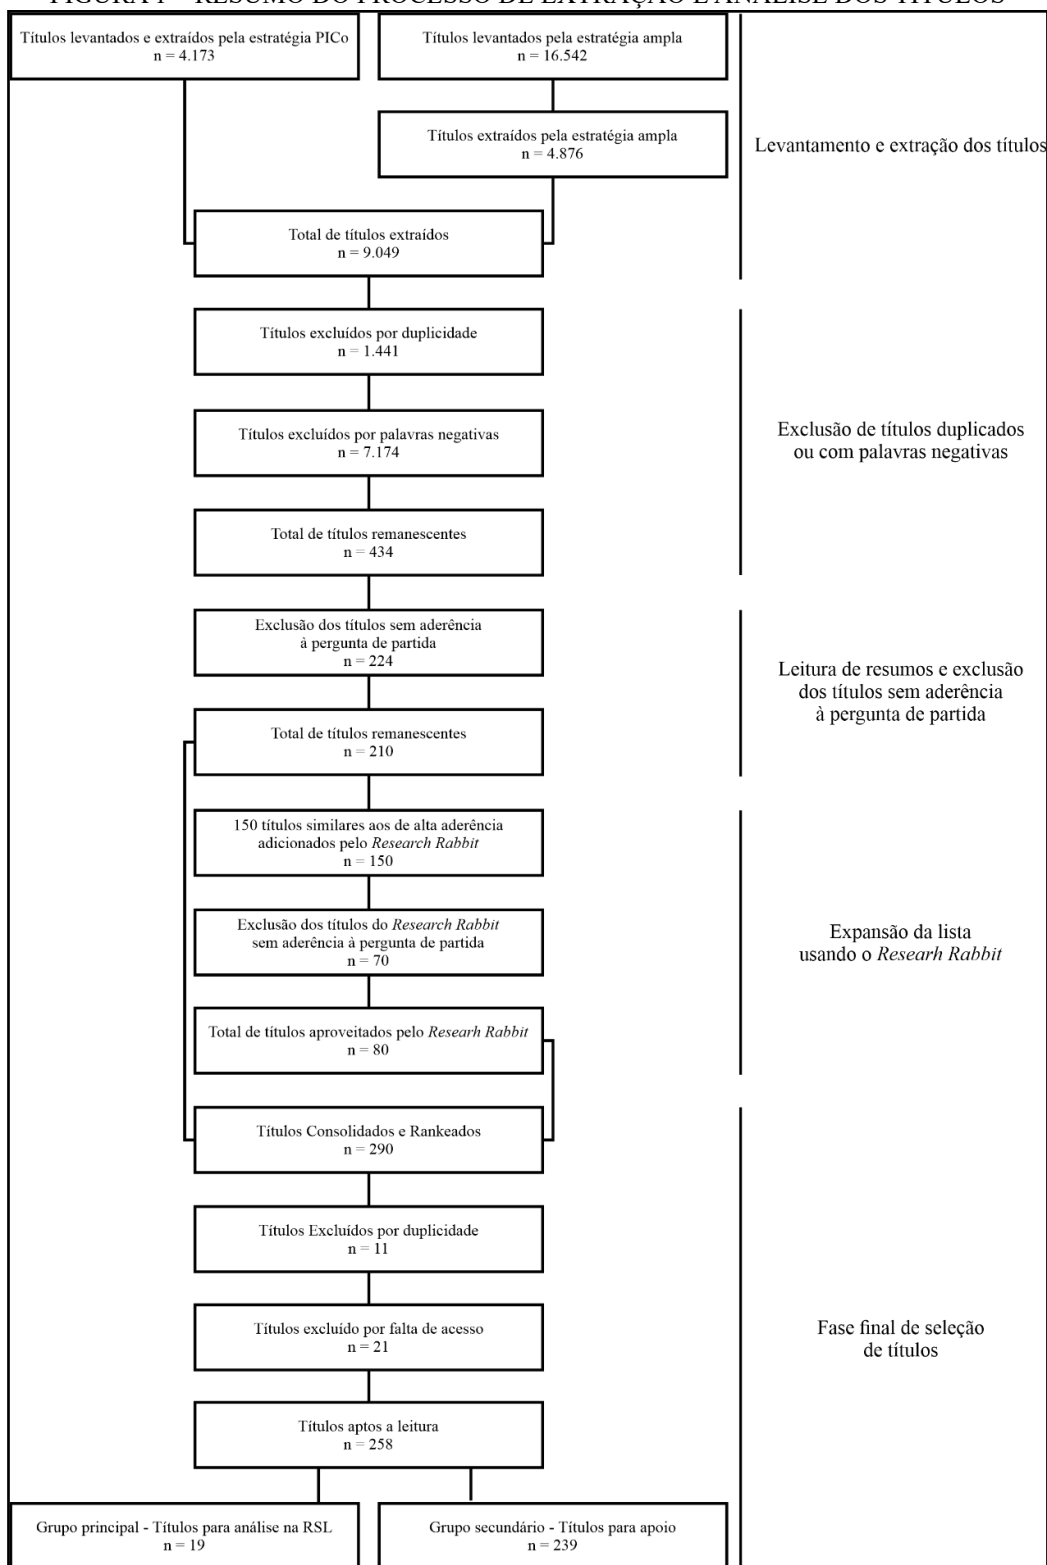 FIGURA 1 – RESUMO DO PROCESSO DE EXTRAÇÃO E ANÁLISE DOS TÍTULOS
Títulos levantados e extraídos pela estratégia PICo
n = 4.173
Títulos levantados pela estratégia ampla
n = 16.542
Títulos extraídos pela estratégia ampla
n = 4.876
Levantamento e extração dos títulos
Total de títulos extraídos
n = 9.049
Títulos excluídos por duplicidade
n = 1.441
Títulos excluídos por palavras negativas
n = 7.174
Exclusão de títulos duplicados
ou com palavras negativas
Total de títulos remanescentes
n = 434
Exclusão dos títulos sem aderência
à pergunta de partida
n = 224
Leitura de resumos e exclusão
dos títulos sem aderência
à pergunta de partida
Total de títulos remanescentes
n = 210
150 títulos similares aos de alta aderência
adicionados pelo Research Rabbit
n = 150
Exclusão dos títulos do Research Rabbit
sem aderência à pergunta de partida
n = 70
Expansão da lista
usando o Researh Rabbit
Total de títulos aproveitados pelo Researh Rabbit
n = 80
Títulos Consolidados e Rankeados
n = 290
Títulos Excluídos por duplicidade
n = 11
Títulos excluído por falta de acesso
n = 21
Fase final de seleção
de títulos
Títulos aptos a leitura
n = 258
Grupo principal - Títulos para análise na RSL
n = 19
Grupo secundário - Títulos para apoio
n = 239